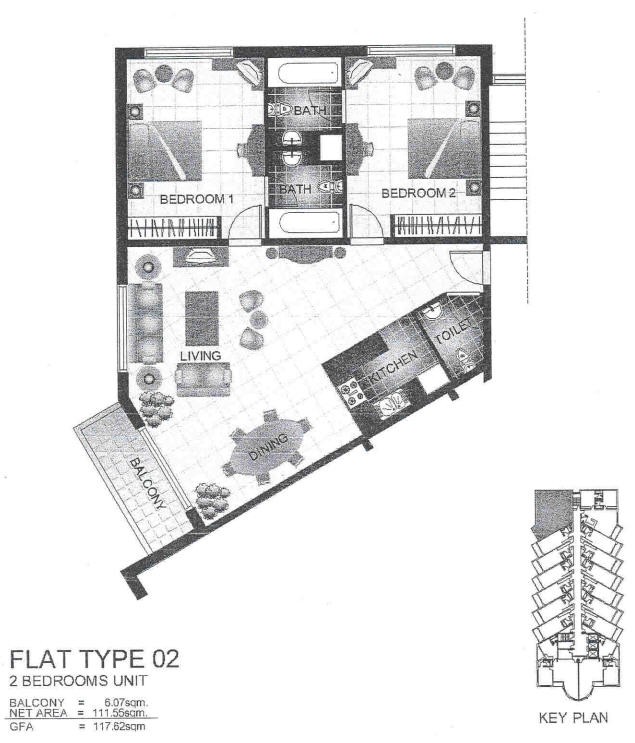 BATH
BATH
BEDROOM 1
BEDROOM 2
LIVING
KITCHEN
TOILET
DINING
BALCONY
FLAT TYPE 02
2 BEDROOMS UNIT
BALCONY = 6.07sqm.
NET AREA = 111.55sqm.
GFA = 117.62sqm
KEY PLAN